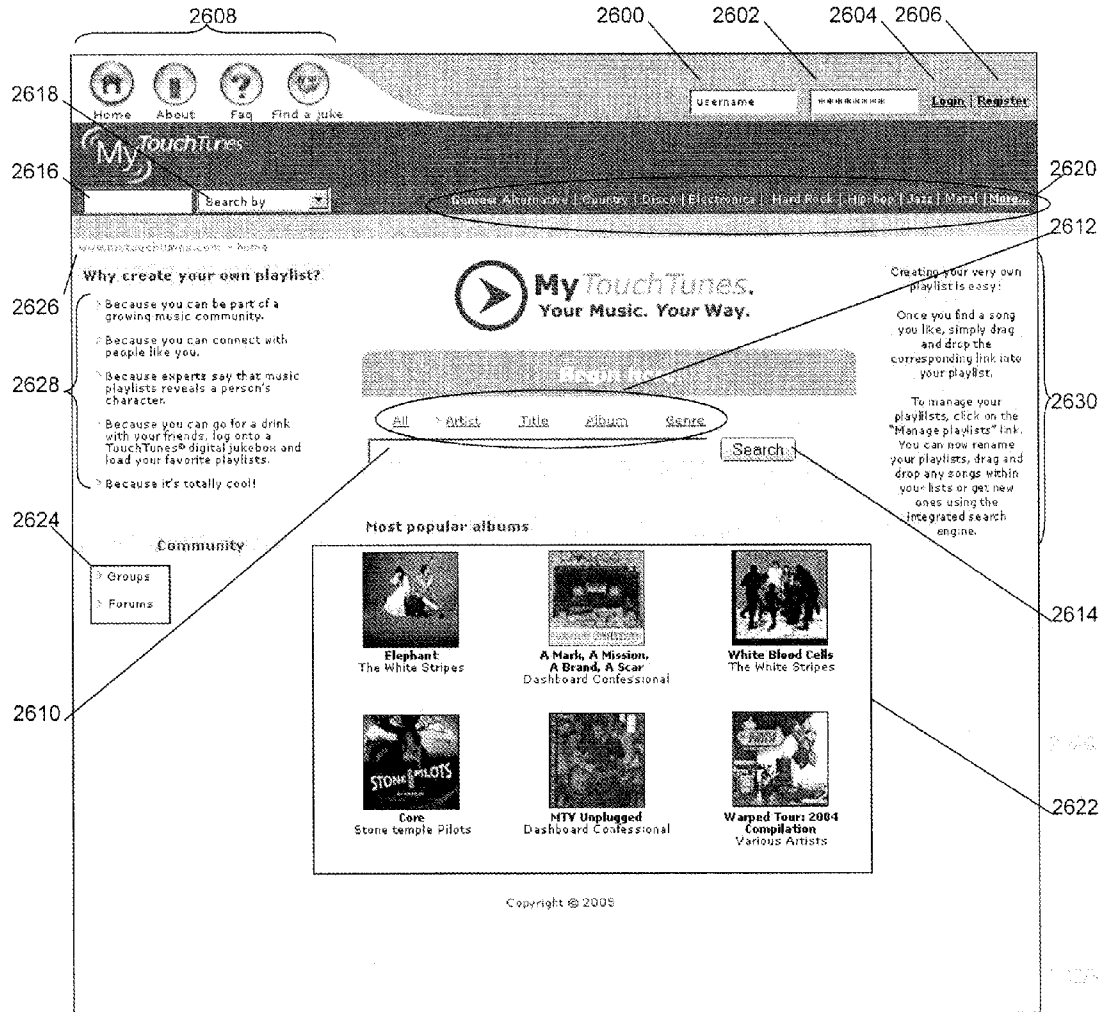 2608
2600 2602 2604 2606
2618
Home About Faq Find a juke
username ******** Login | Register
My TouchTunes
2616
Search by
2620
Genres: Alternative | Country | Disco | Electronica | Hard Rock | Hip-hop | Jazz | Metal | More...
2612
www.mytouchtunes.com > home
2626
Why create your own playlist?
> Because you can be part of a
growing music community.
> Because you can connect with
people like you.
2628
> Because experts say that music
playlists reveals a person's
character.
> Because you can go for a drink
with your friends, log onto a
TouchTunes® digital jukebox and
load your favorite playlists.
> Because it's totally cool!
2624
Community
> Groups
> Forums
2610
MyTouchTunes.
Your Music. Your Way.
Begin
All > Artist Title Album Genre
Search
Most popular albums
Elephant
The White Stripes
A Mark, A Mission,
A Brand, A Scar
Dashboard Confessional
White Blood Cells
The White Stripes
STONE PILOTS
Core
Stone temple Pilots
MTV Unplugged
Dashboard Confessional
Warped Tour: 2004
Compilation
Various Artists
Creating your very own
playlist is easy!
Once you find a song
you like, simply drag
and drop the
corresponding link into
your playlist.
2630
To manage your
playlists, click on the
"Manage playlists" link.
You can now rename
your playlists, drag and
drop any songs within
your lists or get new
ones using the
integrated search
engine.
2614
2622
Copyright © 2005